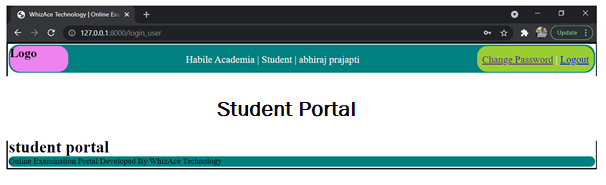 WhizAce Technology | Online Exa
127.0.0.1:8000/login_user
Update
Logo
Habile Academia | Student | abhiraj prajapti
Change Password | Logout
Student Portal
student portal
Online Examination Portal Developed By WhizAce Technology